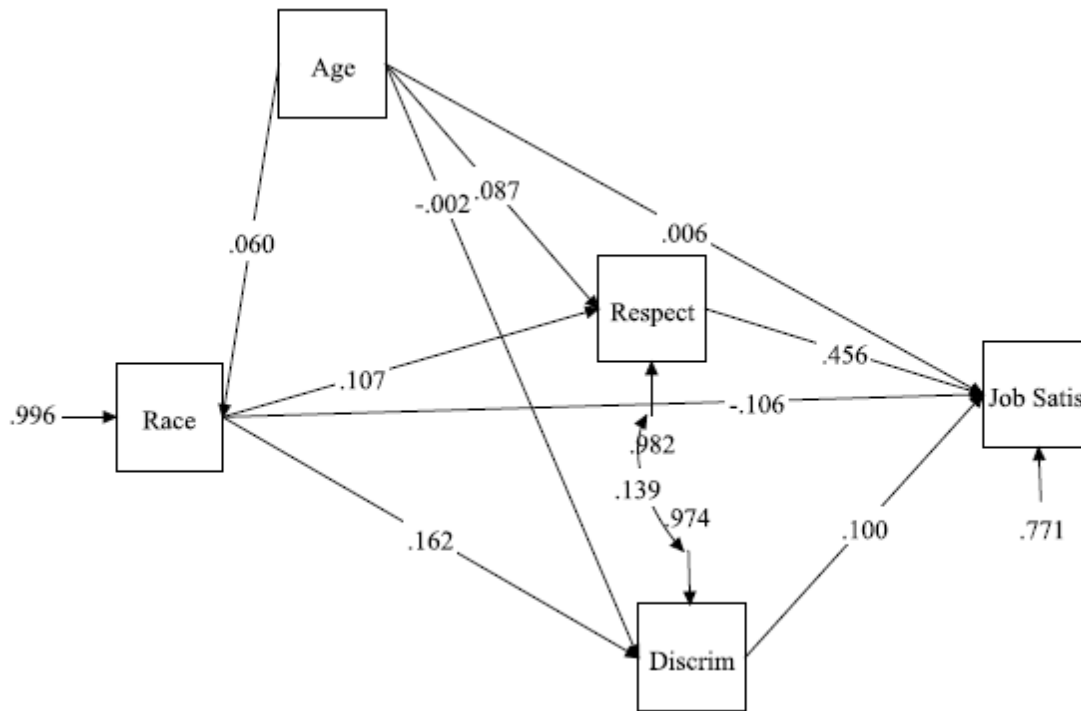 Age
-.002
.087
.060
.006
Respect
.107
.456
.996
Race
-.106
Job Satis
.982
.139
.974
.162
.100
.771
Discrim